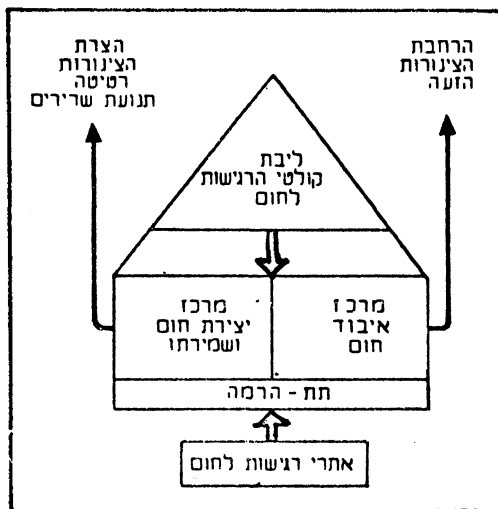 הרחבת
הצינורות
הזעה
הצרת
הצינורות
רטיטה
תנועת שרירים
ליבת
קולטי הרגישות
לחום
מרכז
איבוד
חום
מרכז
יצירת חום
ושמירתו
תת - הרמה
אתרי רגישות לחום